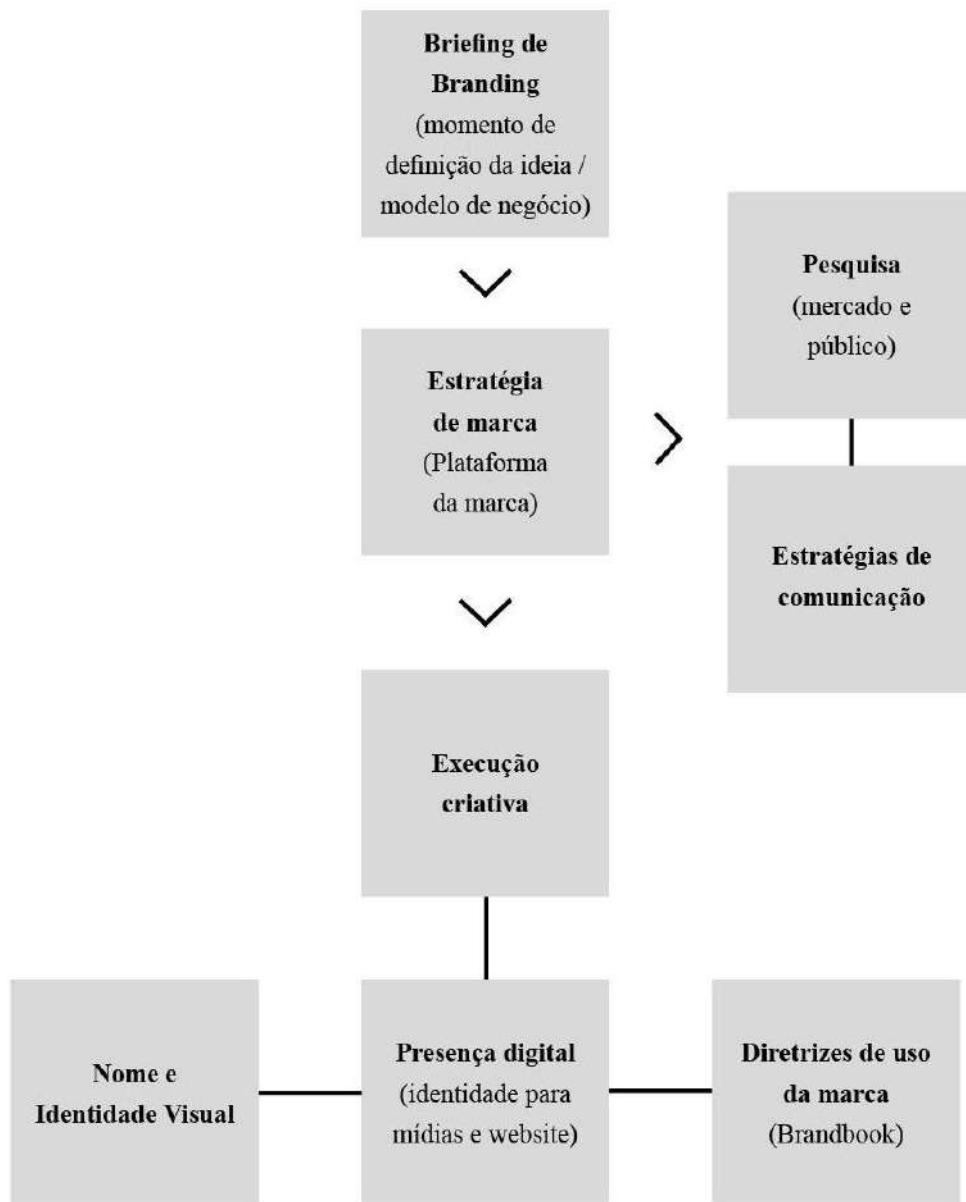 Briefing de
Branding
(momento de
definição da ideia /
modelo de negócio)
Pesquisa
(mercado e
público)
Estratégia
de marca
(Plataforma
da marca)
Estratégias de
comunicação
Execução
criativa
Nome e
Identidade Visual
Presença digital
(identidade para
mídias e website)
Diretrizes de uso
da marca
(Brandbook)